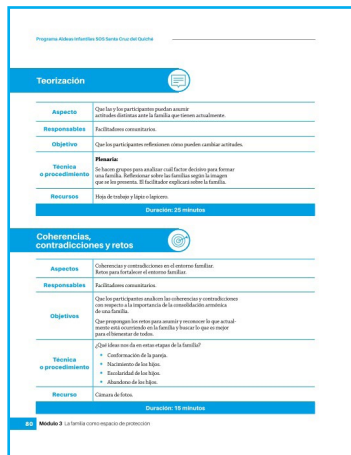 Programa Aldeas Infantiles SOS Santa Cruz del Quiché
Teorización
Aspecto
Que las y los participantes puedan asumir
actitudes distintas ante la familia que tienen actualmente.
Responsables
Facilitadores comunitarios.
Objetivo
Que los participantes reflexionen cómo pueden cambiar actitudes.
Técnica
o procedimiento
Plenaria:
Se hacen grupos para analizar cuál factor decisivo para formar
una familia. Reflexionar sobre las familias según la imagen
que se les presenta. El facilitador explicará sobre la familia.
Recursos
Hoja de trabajo y lápiz o lapicero.
Duración: 25 minutos
Coherencias,
contradicciones y retos
Aspectos
Coherencias y contradicciones en el entorno familiar.
Retos para fortalecer el entorno familiar.
Responsables
Facilitadores comunitarios.
Objetivos
Que los participantes analicen las coherencias y contradicciones
con respecto a la importancia de la consolidación armónica
de una familia.
Que propongan los retos para asumir y reconocer lo que actual-
mente está ocurriendo en la familia y buscar lo que es mejor
para el bienestar de todos.
Técnica
o procedimiento
¿Qué ideas nos da en estas etapas de la familia?
• Conformación de la pareja.
• Nacimiento de los hijos.
• Escolaridad de los hijos.
• Abandono de los hijos.
Recurso
Cámara de fotos.
Duración: 15 minutos
80 Módulo 3 La familia como espacio de protección